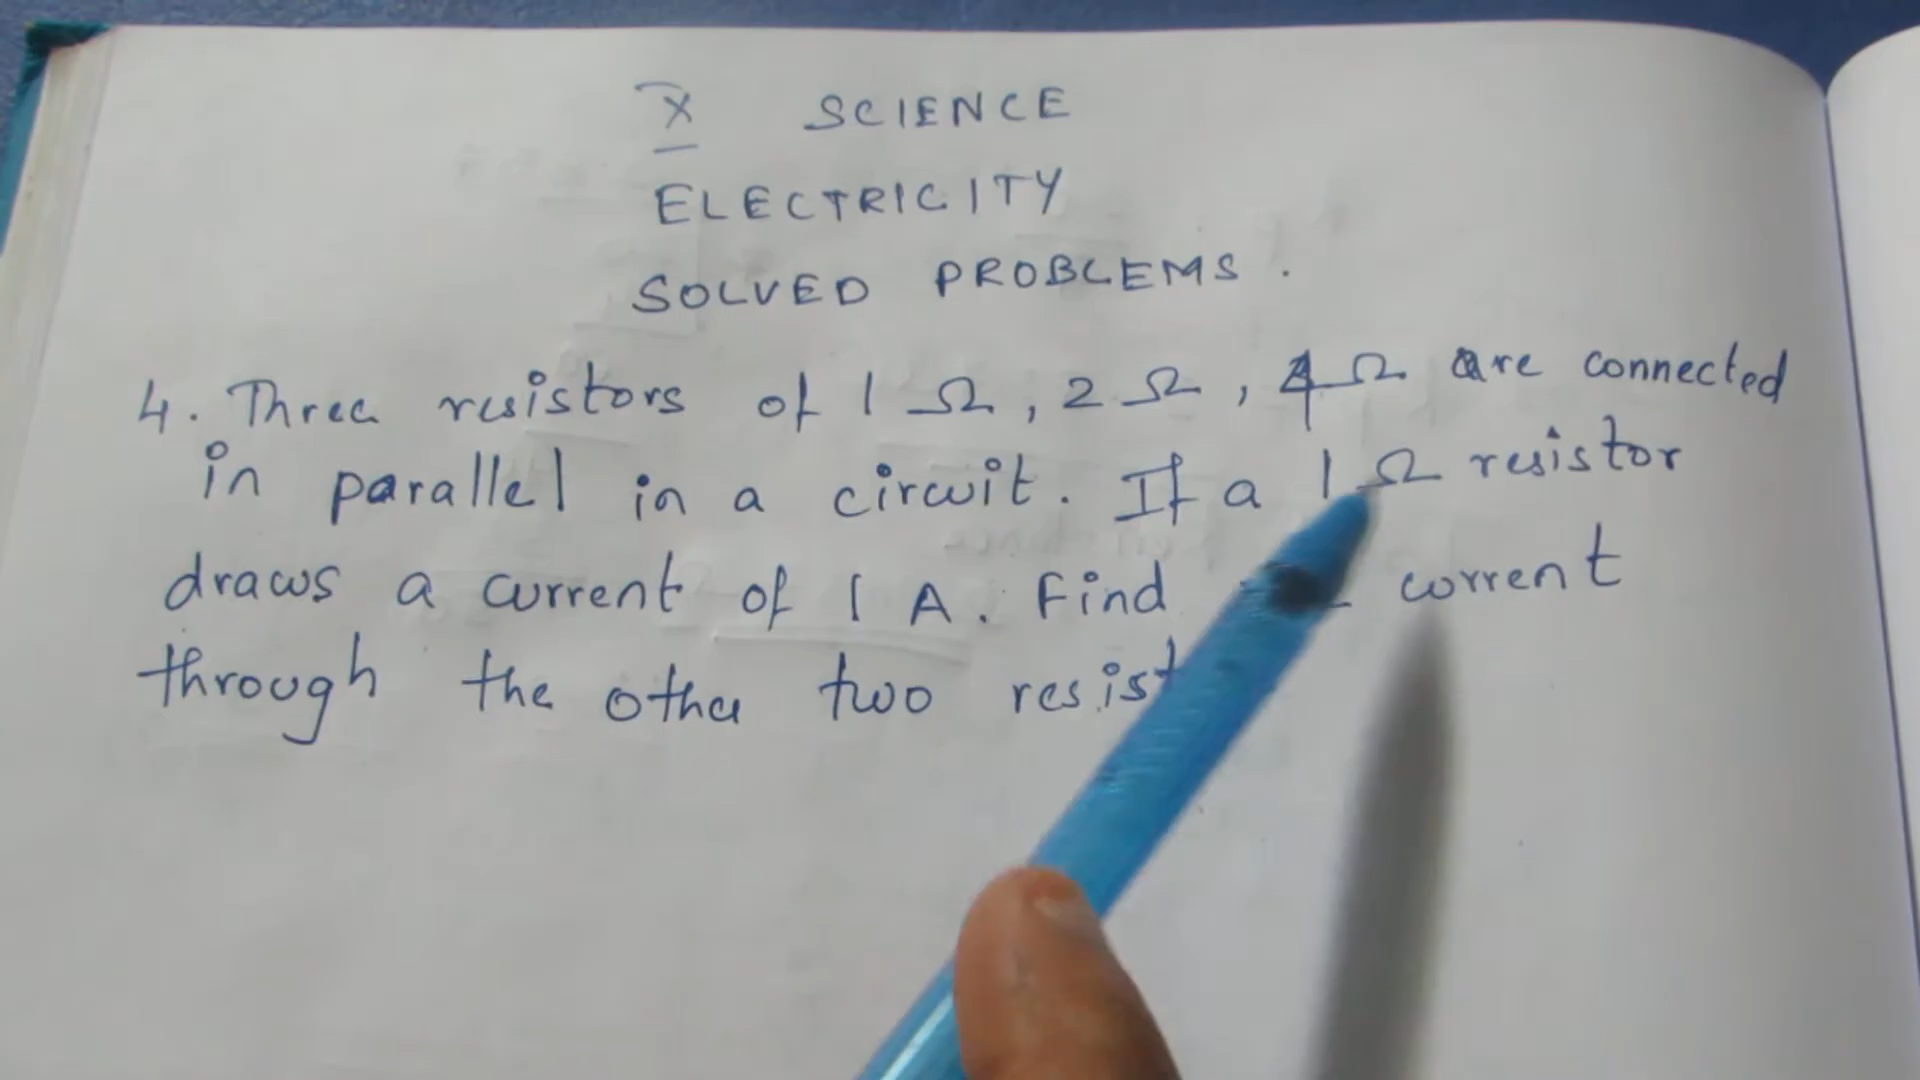 X SCIENCE
ELECTRICITY
SOLVED PROBLEMS.
4. Three resistors of 1 Ω, 2 Ω, 4 Ω are connected
in parallel in a circuit. If a 1 Ω resistor
draws a current of 1 A. Find current
through the other two resist